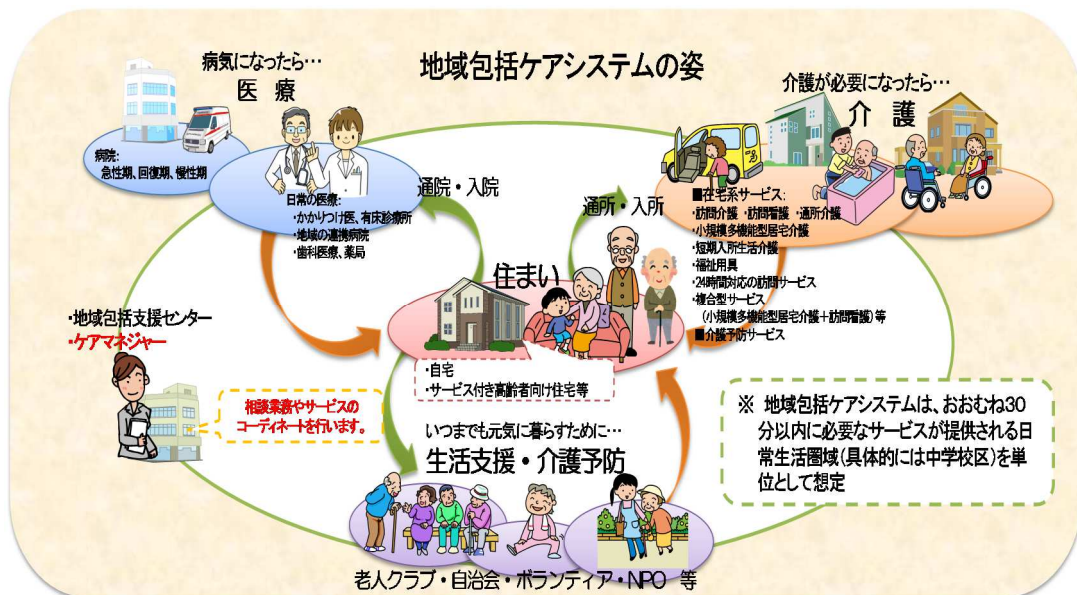 地域包括ケアシステムの姿
病気になったら…
医 療
病院:
急性期、回復期、慢性期
日常の医療:
・かかりつけ医、有床診療所
・地域の連携病院
・歯科医療、薬局
通院・入院
通所・入所
介護が必要になったら…
介 護
■在宅系サービス:
・訪問介護 ・訪問看護 ・通所介護
・小規模多機能型居宅介護
・短期入所生活介護
・福祉用具
・24時間対応の訪問サービス
・複合型サービス
(小規模多機能型居宅介護+訪問看護)等
■介護予防サービス
住まい
・自宅
・サービス付き高齢者向け住宅等
・地域包括支援センター
・ケアマネジャー
相談業務やサービスの
コーディネートを行います。
いつまでも元気に暮らすために…
生活支援・介護予防
老人クラブ・自治会・ボランティア・NPO 等
※ 地域包括ケアシステムは、おおむね30
分以内に必要なサービスが提供される日
常生活圏域(具体的には中学校区)を単
位として想定